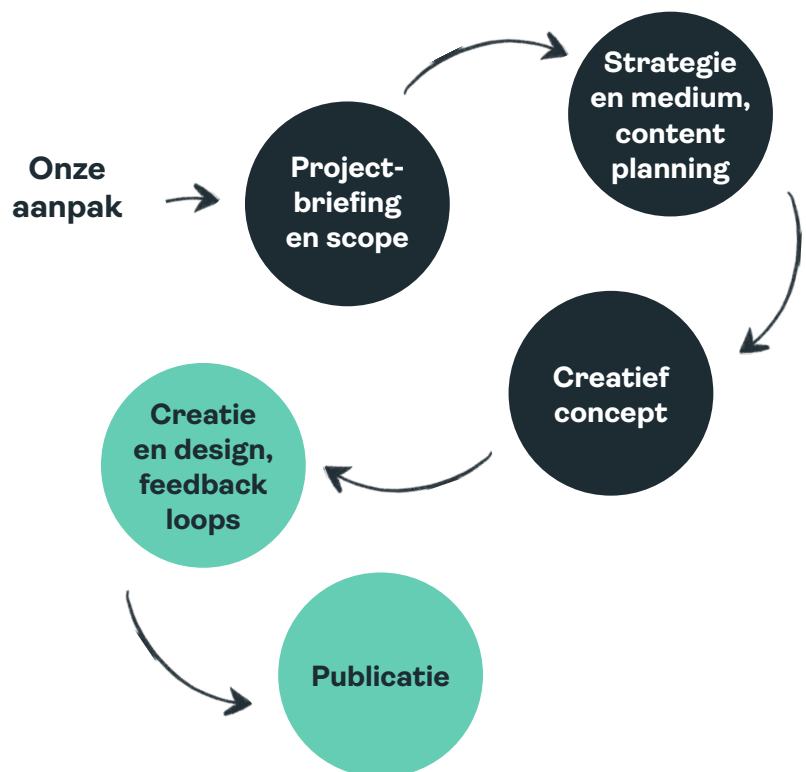 Onze
aanpak
Project-
briefing
en scope
Strategie
en medium,
content
planning
Creatief
concept
Creatie
en design,
feedback
loops
Publicatie